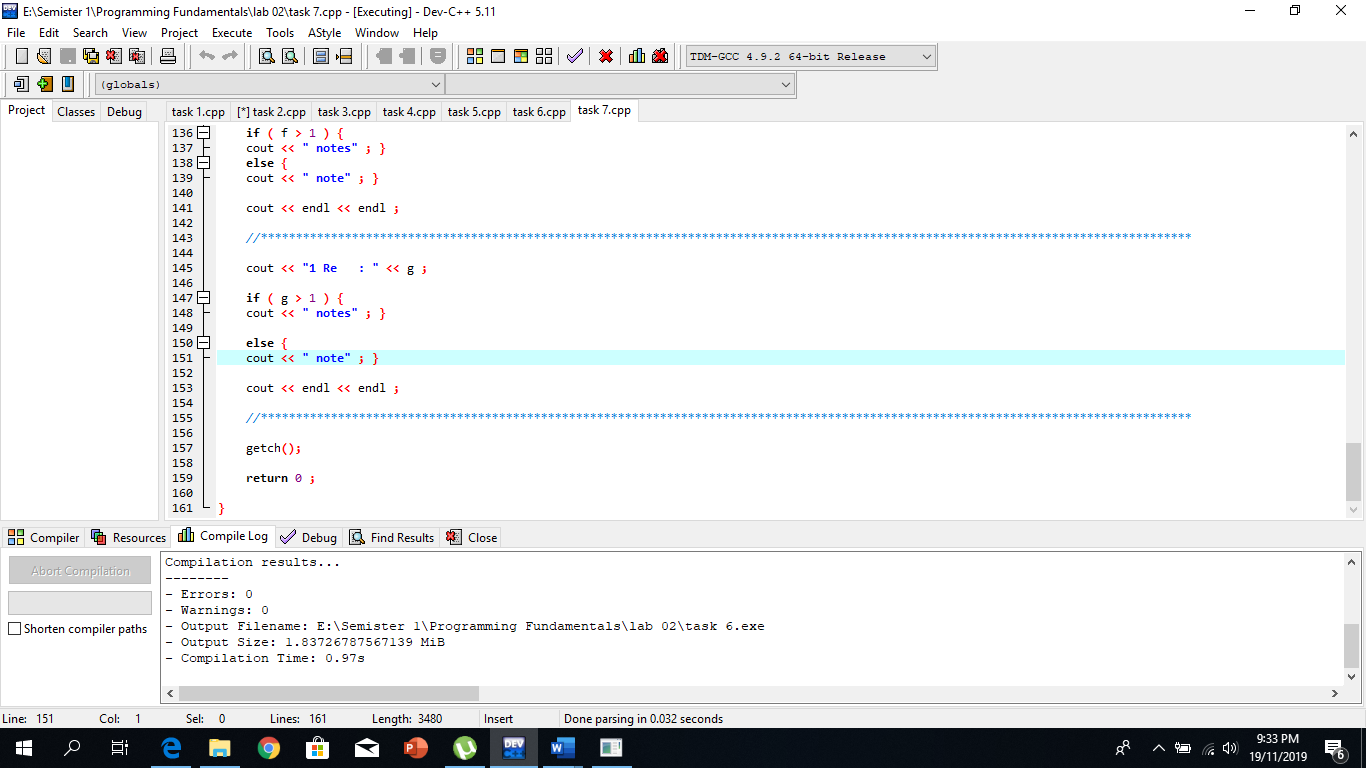 E:\Semister 1\Programming Fundamentals\lab 02\task 7.cpp - [Executing] - Dev-C++ 5.11
File Edit Search View Project Execute Tools AStyle Window Help
TDM-GCC 4.9.2 64-bit Release
(globals)
Project Classes Debug
task 1.cpp [*] task 2.cpp task 3.cpp task 4.cpp task 5.cpp task 6.cpp task 7.cpp
136 if ( f > 1 ) {
137 cout << " notes" ; }
138 else {
139 cout << " note" ; }
140
141 cout << endl << endl ;
142
143 //*************************************************************************************************************************************
144
145 cout << "1 Re   : " << g ;
146
147 if ( g > 1 ) {
148 cout << " notes" ; }
149
150 else {
151 cout << " note" ; }
152
153 cout << endl << endl ;
154
155 //*************************************************************************************************************************************
156
157 getch();
158
159 return 0 ;
160
161 }
Compiler Resources Compile Log Debug Find Results Close
Abort Compilation
Shorten compiler paths
Compilation results...
--------
- Errors: 0
- Warnings: 0
- Output Filename: E:\Semister 1\Programming Fundamentals\lab 02\task 6.exe
- Output Size: 1.83726787567139 MiB
- Compilation Time: 0.97s
Line: 151 Col: 1 Sel: 0 Lines: 161 Length: 3480 Insert Done parsing in 0.032 seconds
9:33 PM
19/11/2019
6